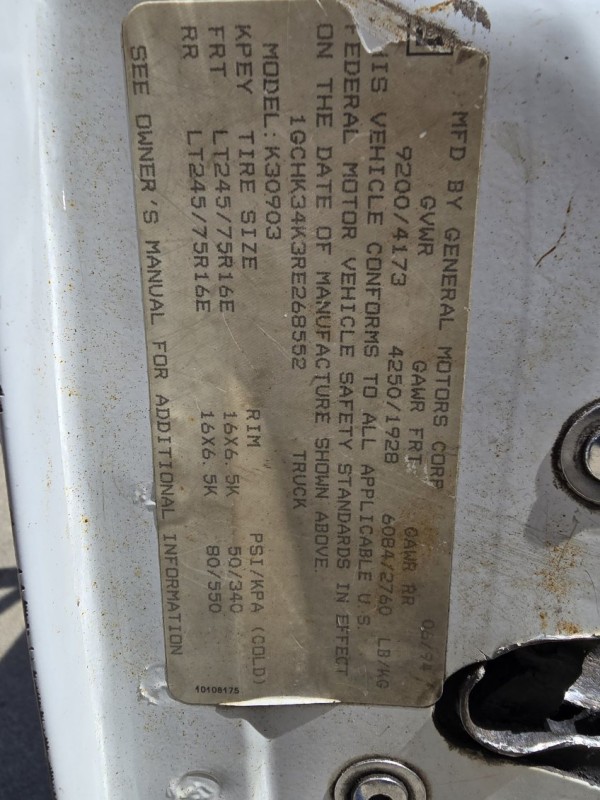 MFD BY GENERAL MOTORS CORP 06/94
GVWR GAWR FRT GAWR RR
9200/4173 4250/1928 6084/2760 LB/KG
VEHICLE CONFORMS TO ALL APPLICABLE U.S.
FEDERAL MOTOR VEHICLE SAFETY STANDARDS IN EFFECT
ON THE DATE OF MANUFACTURE SHOWN ABOVE.
1GCHK34K3RE268552 TRUCK
MODEL: K30903
KPEY TIRE SIZE RIM PSI/KPA (COLD)
FRT LT245/75R16E 16X6.5K 50/340
RR LT245/75R16E 16X6.5K 80/550
SEE OWNER'S MANUAL FOR ADDITIONAL INFORMATION
10108175